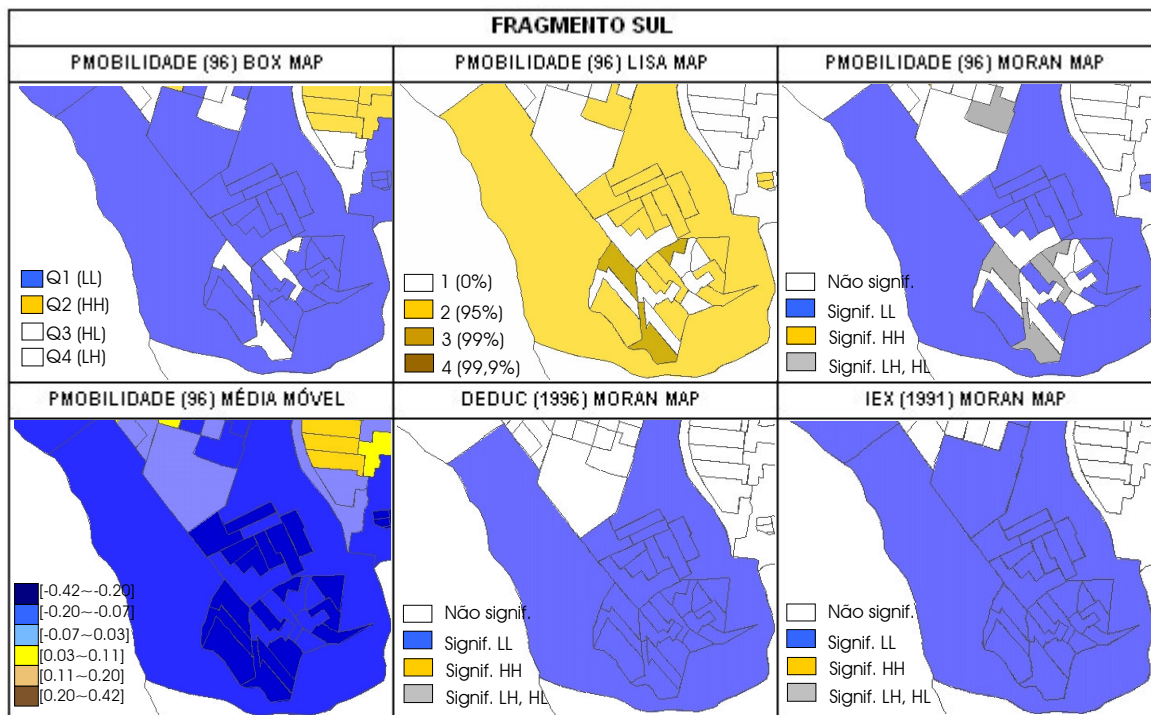 FRAGMENTO SUL
PMOBILIDADE (96) BOX MAP
PMOBILIDADE (96) LISA MAP
PMOBILIDADE (96) MORAN MAP
Q1 (LL)
Q2 (HH)
Q3 (HL)
Q4 (LH)
1 (0%)
2 (95%)
3 (99%)
4 (99,9%)
Não signif.
Signif. LL
Signif. HH
Signif. LH, HL
PMOBILIDADE (96) MÉDIA MÓVEL
DEDUC (1996) MORAN MAP
IEX (1991) MORAN MAP
[-0.42~-0.20]
[-0.20~-0.07]
[-0.07~0.03]
[0.03~0.11]
[0.11~0.20]
[0.20~0.42]
Não signif.
Signif. LL
Signif. HH
Signif. LH, HL
Não signif.
Signif. LL
Signif. HH
Signif. LH, HL